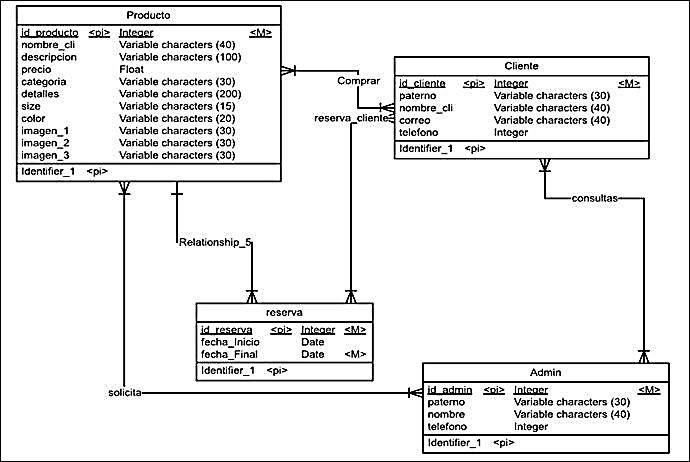 Producto
id_producto <pi> Integer <M>
nombre_cli Variable characters (40)
descripcion Variable characters (100)
precio Float
categoria Variable characters (30)
detalles Variable characters (200)
size Variable characters (15)
color Variable characters (20)
imagen_1 Variable characters (30)
imagen_2 Variable characters (30)
imagen_3 Variable characters (30)
Identifier_1 <pi>
Comprar
reserva_cliente
Cliente
id_cliente <pi> Integer <M>
paterno Variable characters (30)
nombre_cli Variable characters (40)
correo Variable characters (40)
telefono Integer
Identifier_1 <pi>
consultas
Relationship_5
reserva
id_reserva <pi> Integer <M>
fecha_Inicio Date
fecha_Final Date <M>
Identifier_1 <pi>
solicita
Admin
id_admin <pi> Integer <M>
paterno Variable characters (30)
nombre Variable characters (40)
telefono Integer
Identifier_1 <pi>